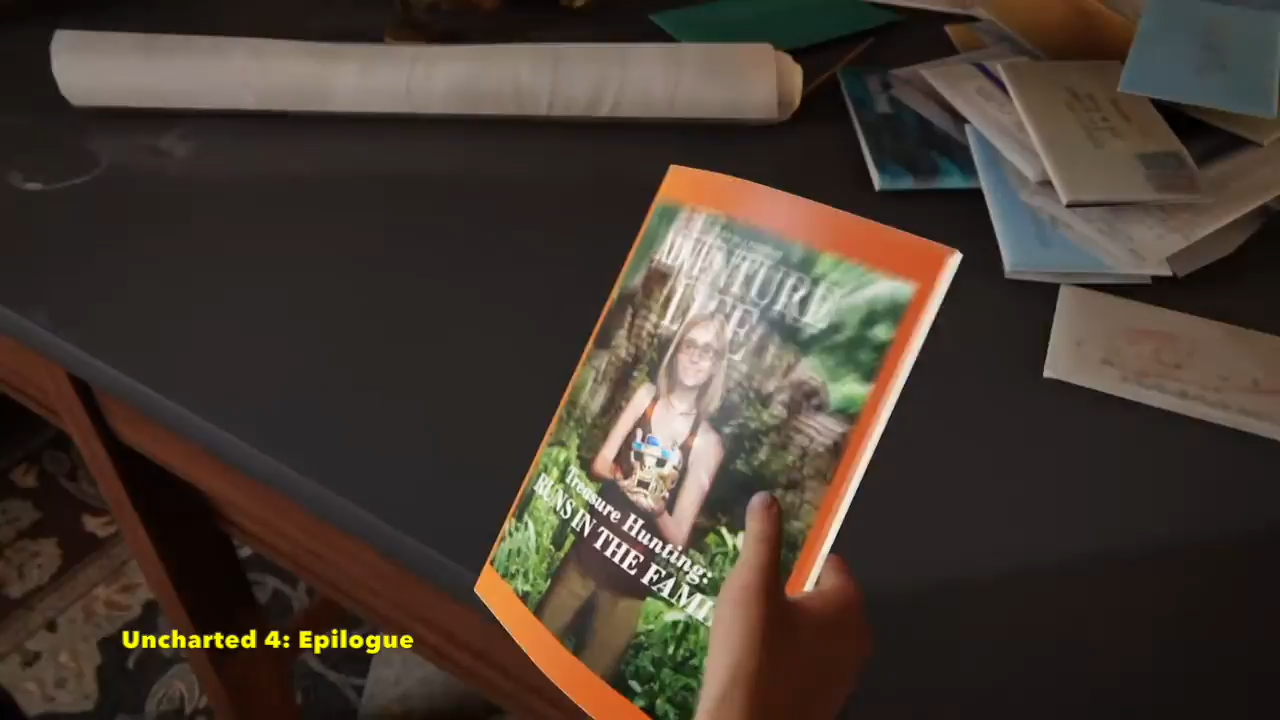 ADVENTURE
LIFE
Treasure Hunting:
RUNS IN THE FAMI
Uncharted 4: Epilogue